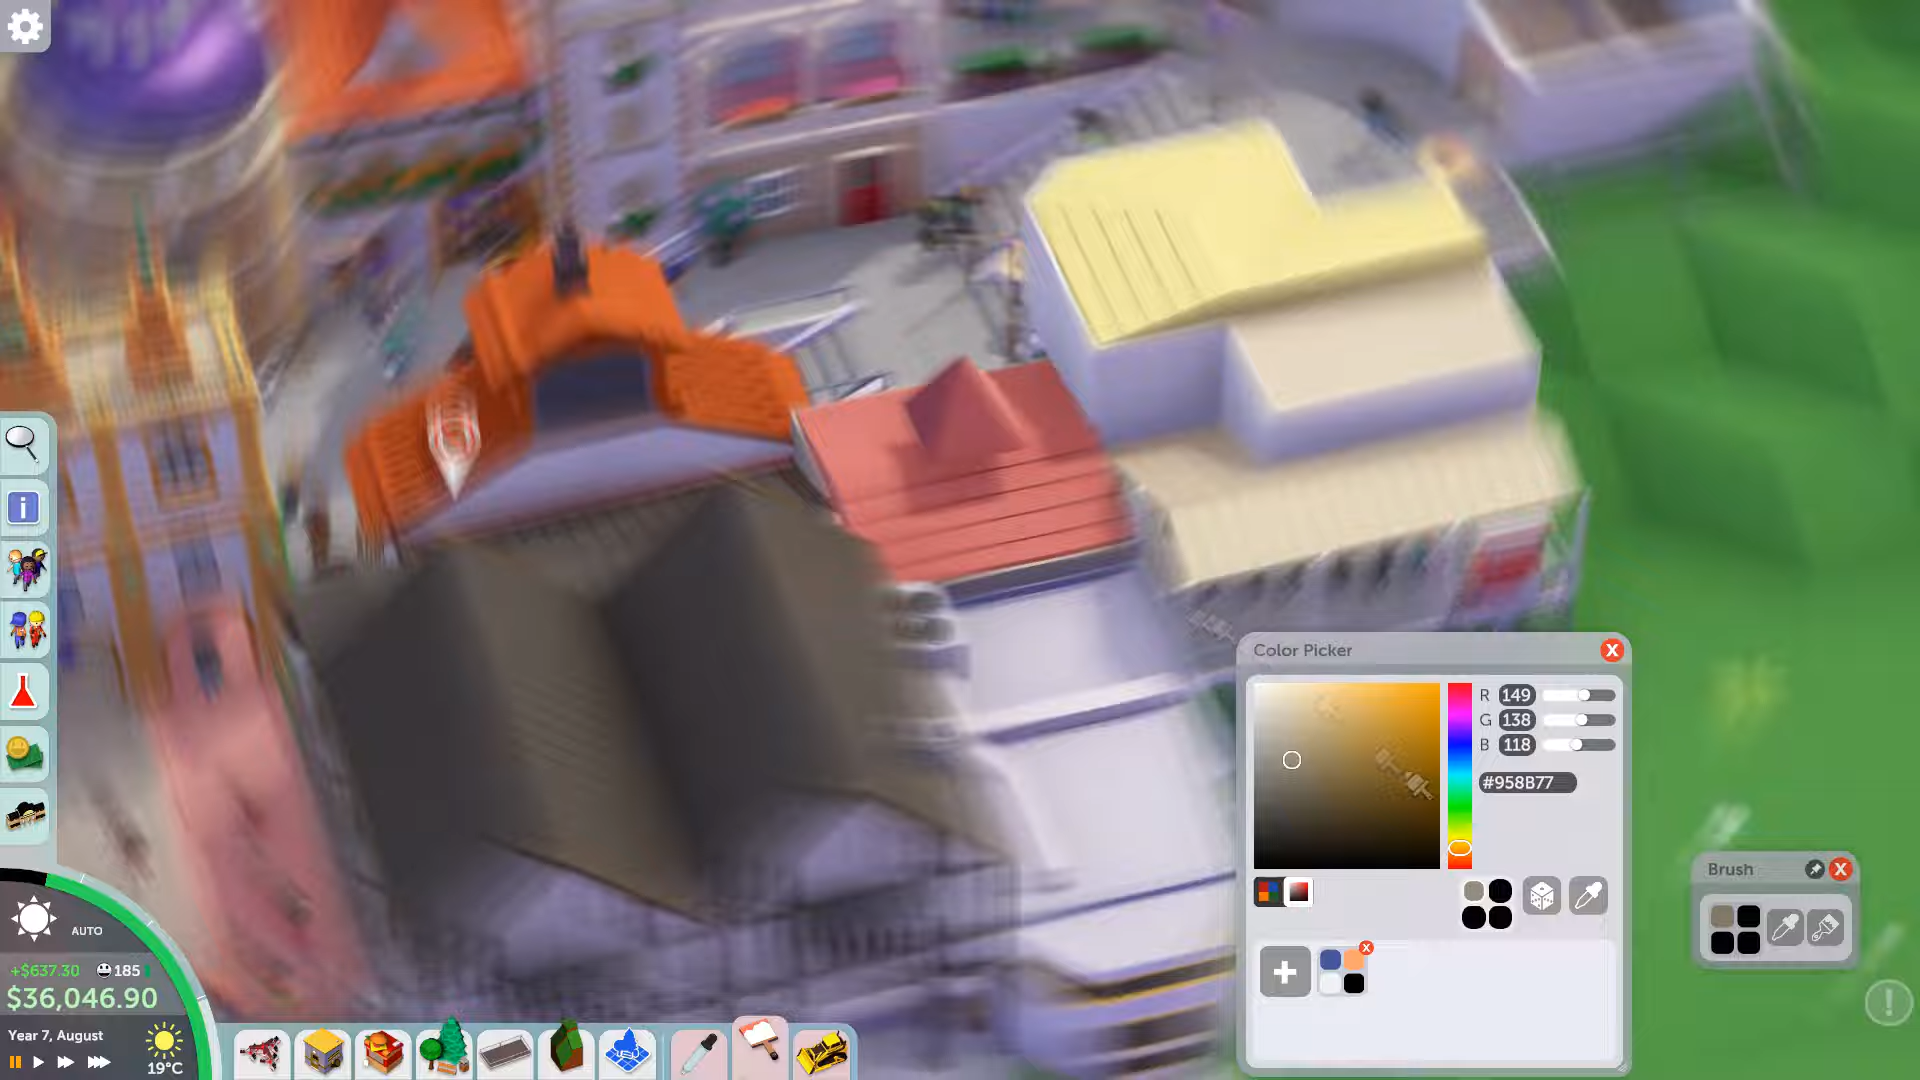 Color Picker
X
R 149
G 138
B 118
#958B77
X
Brush
X
i
AUTO
+$637.30
185
$36,046.90
Year 7, August
19°C
!